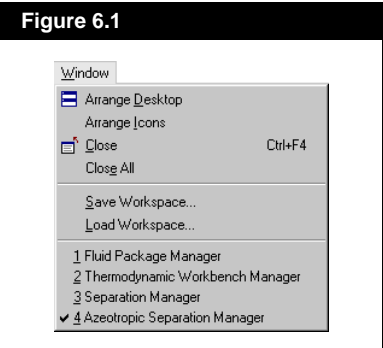 Figure 6.1
Window
Arrange Desktop
Arrange Icons
Close Ctrl+F4
Close All
Save Workspace...
Load Workspace...
1 Fluid Package Manager
2 Thermodynamic Workbench Manager
3 Separation Manager
✔ 4 Azeotropic Separation Manager